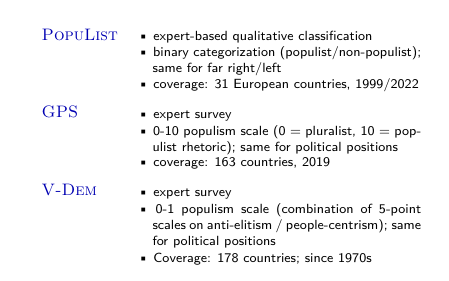 PopuList
▪ expert-based qualitative classification
▪ binary categorization (populist/non-populist);
same for far right/left
▪ coverage: 31 European countries, 1999/2022
GPS
▪ expert survey
▪ 0-10 populism scale (0 = pluralist, 10 = pop-
ulist rhetoric); same for political positions
▪ coverage: 163 countries, 2019
V-Dem
▪ expert survey
▪ 0-1 populism scale (combination of 5-point
scales on anti-elitism / people-centrism); same
for political positions
▪ Coverage: 178 countries; since 1970s